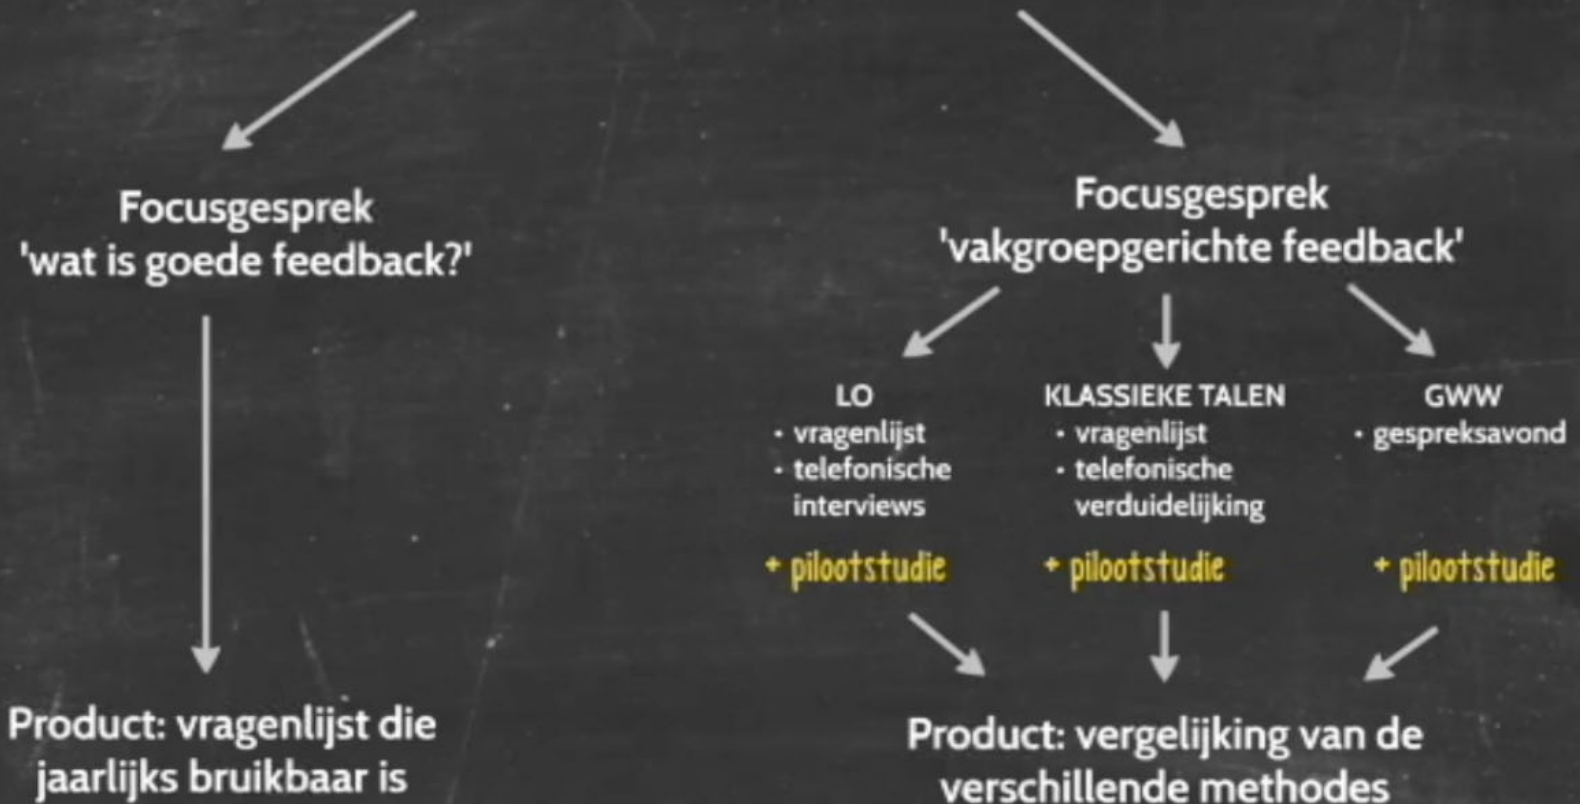 Focusgesprek
'wat is goede feedback?'
Product: vragenlijst die
jaarlijks bruikbaar is
Focusgesprek
'vakgroepgerichte feedback'
LO
• vragenlijst
• telefonische
interviews
+ pilootstudie
KLASSIEKE TALEN
• vragenlijst
• telefonische
verduidelijking
+ pilootstudie
GWW
• gespreksavond
+ pilootstudie
Product: vergelijking van de
verschillende methodes